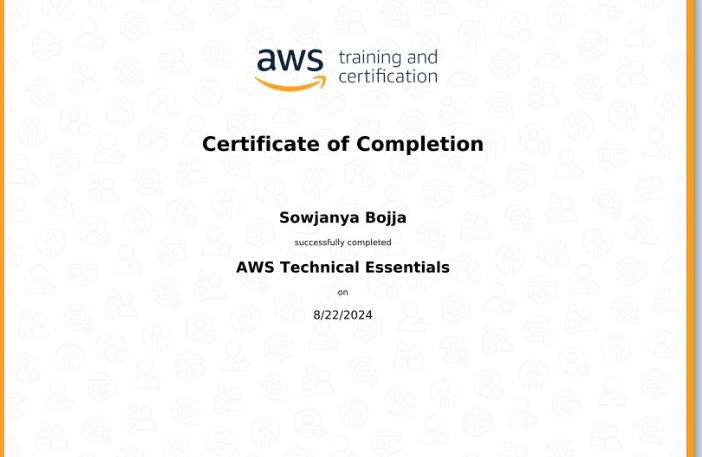 aws training and
certification
Certificate of Completion
Sowjanya Bojja
successfully completed
AWS Technical Essentials
on
8/22/2024